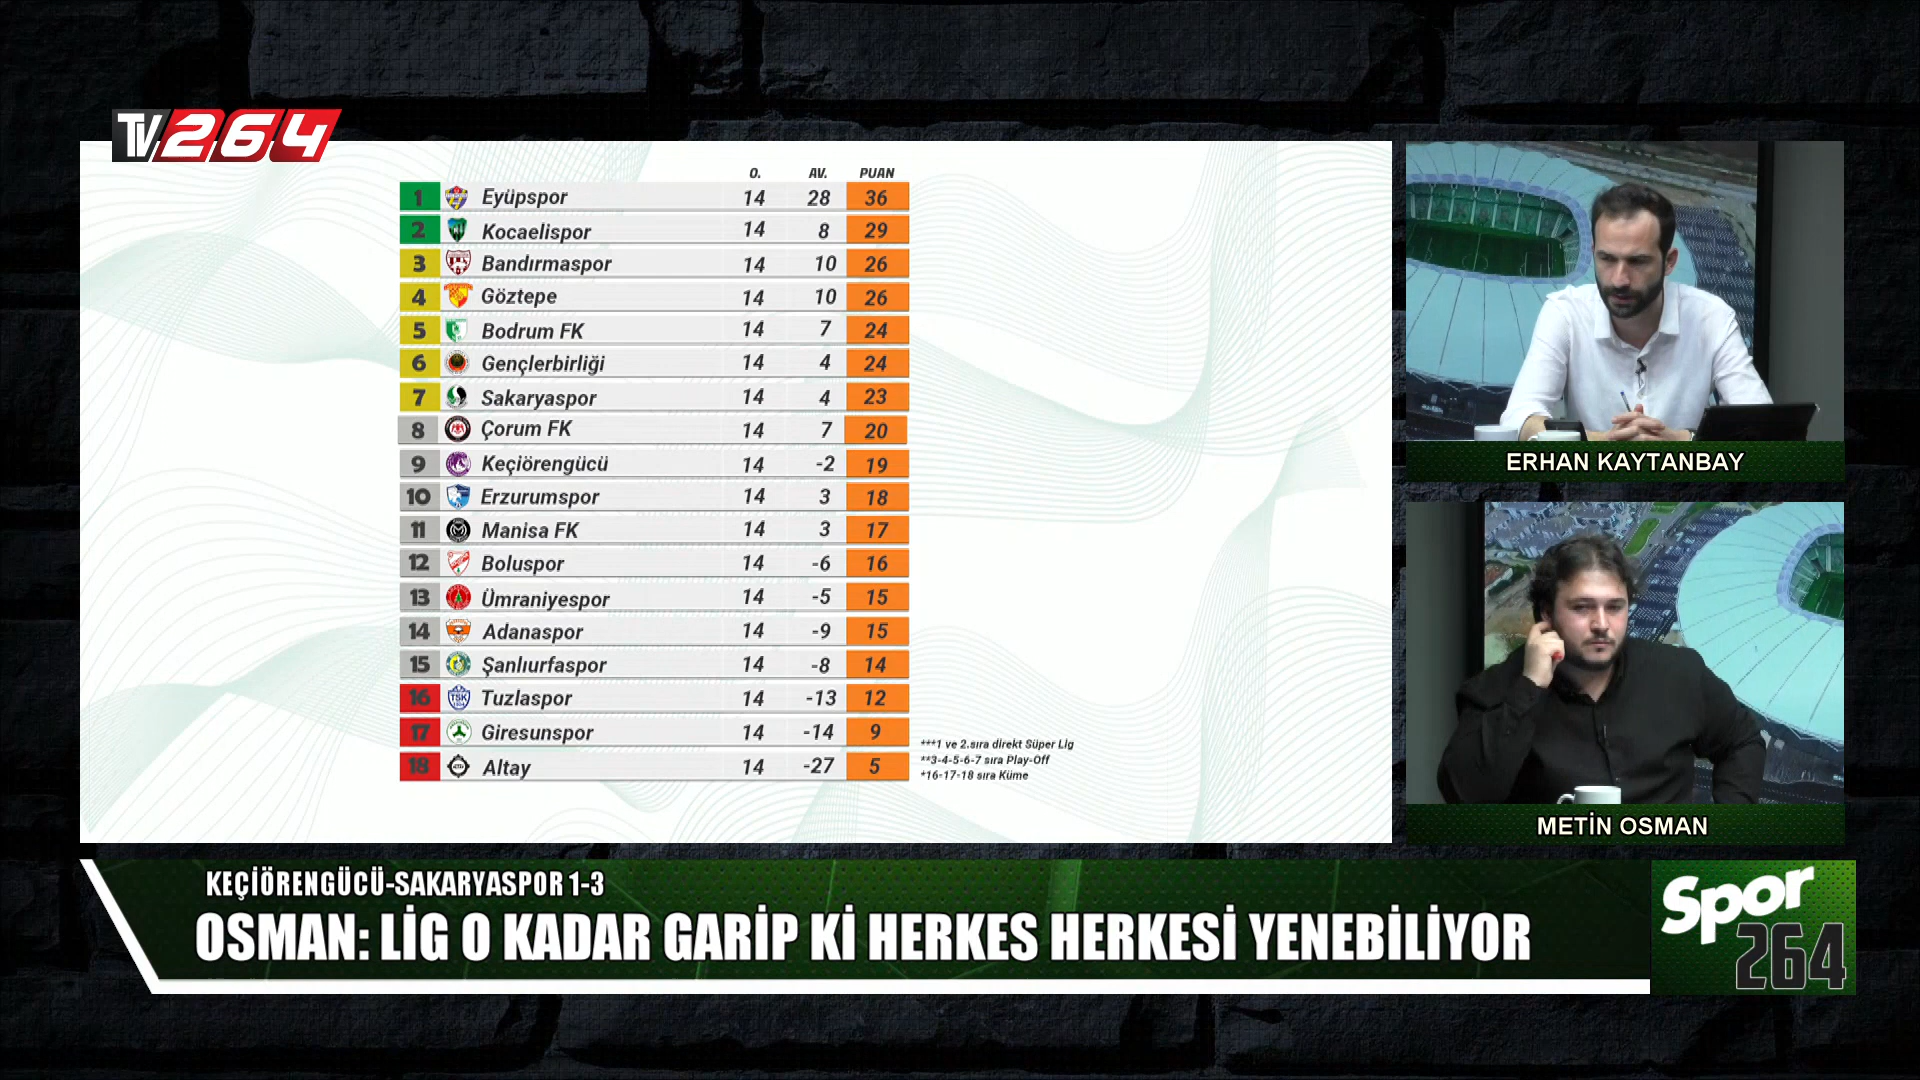 TV264
O. AV. PUAN
1 Eyüpspor 14 28 36
2 Kocaelispor 14 8 29
3 Bandırmaspor 14 10 26
4 Göztepe 14 10 26
5 Bodrum FK 14 7 24
6 Gençlerbirliği 14 4 24
7 Sakaryaspor 14 4 23
8 Çorum FK 14 7 20
9 Keçiörengücü 14 -2 19
10 Erzurumspor 14 3 18
11 Manisa FK 14 3 17
12 Boluspor 14 -6 16
13 Ümraniyespor 14 -5 15
14 Adanaspor 14 -9 15
15 Şanlıurfaspor 14 -8 14
16 TSK Tuzlaspor 14 -13 12
17 Giresunspor 14 -14 9
18 Altay 14 -27 5
***1 ve 2.sıra direkt Süper Lig
**3-4-5-6-7 sıra Play-Off
*16-17-18 sıra Küme
ERHAN KAYTANBAY
METİN OSMAN
KEÇİÖRENGÜCÜ-SAKARYASPOR 1-3
OSMAN: LİG O KADAR GARİP Kİ HERKES HERKESİ YENEBİLİYOR
Spor
264